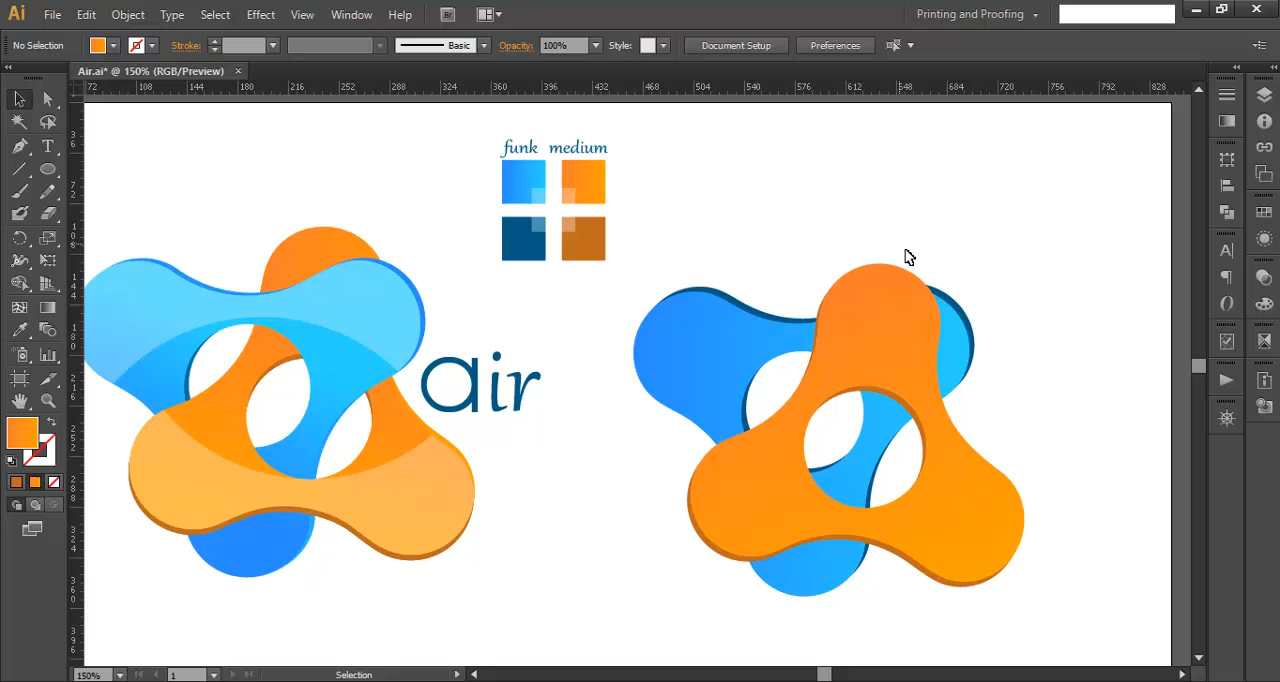 Ai File Edit Object Type Select Effect View Window Help Br Printing and Proofing
No Selection Stroke: Basic Opacity: 100% Style: Document Setup Preferences
Air.ai* @ 150% (RGB/Preview) ×
72 108 144 180 216 252 288 324 360 396 432 468 504 540 576 612 648 684 720 756 792 828
funk medium
air
150% 1 Selection